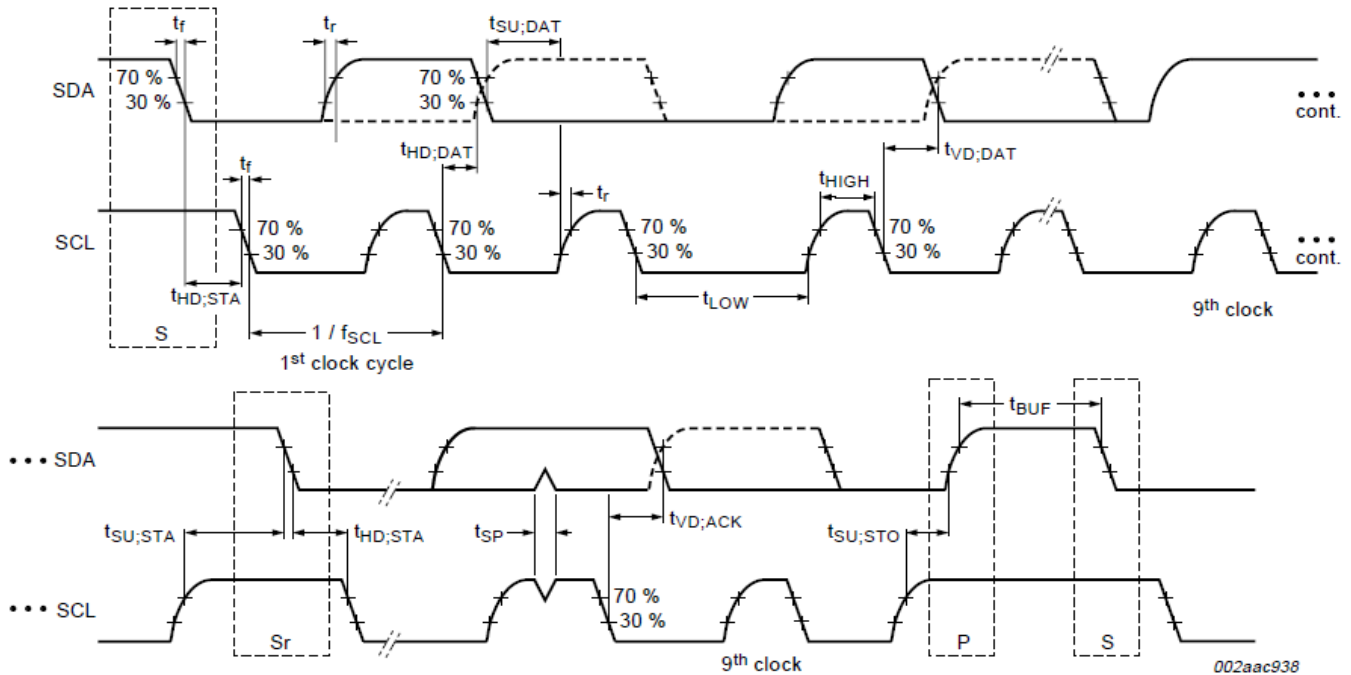 tf tr tSU;DAT
70 % 70 %
SDA
30 % 30 %
cont.
tHD;DAT tVD;DAT
tf tr tHIGH
70 % 70 % 70 % 70 %
SCL
30 % 30 % 30 % 30 %
cont.
tHD;STA tLOW
S 1 / fSCL 9th clock
1st clock cycle
tBUF
••• SDA
tSU;STA tHD;STA tSP tVD;ACK tSU;STO
70 %
••• SCL
30 %
Sr P S
9th clock 002aac938